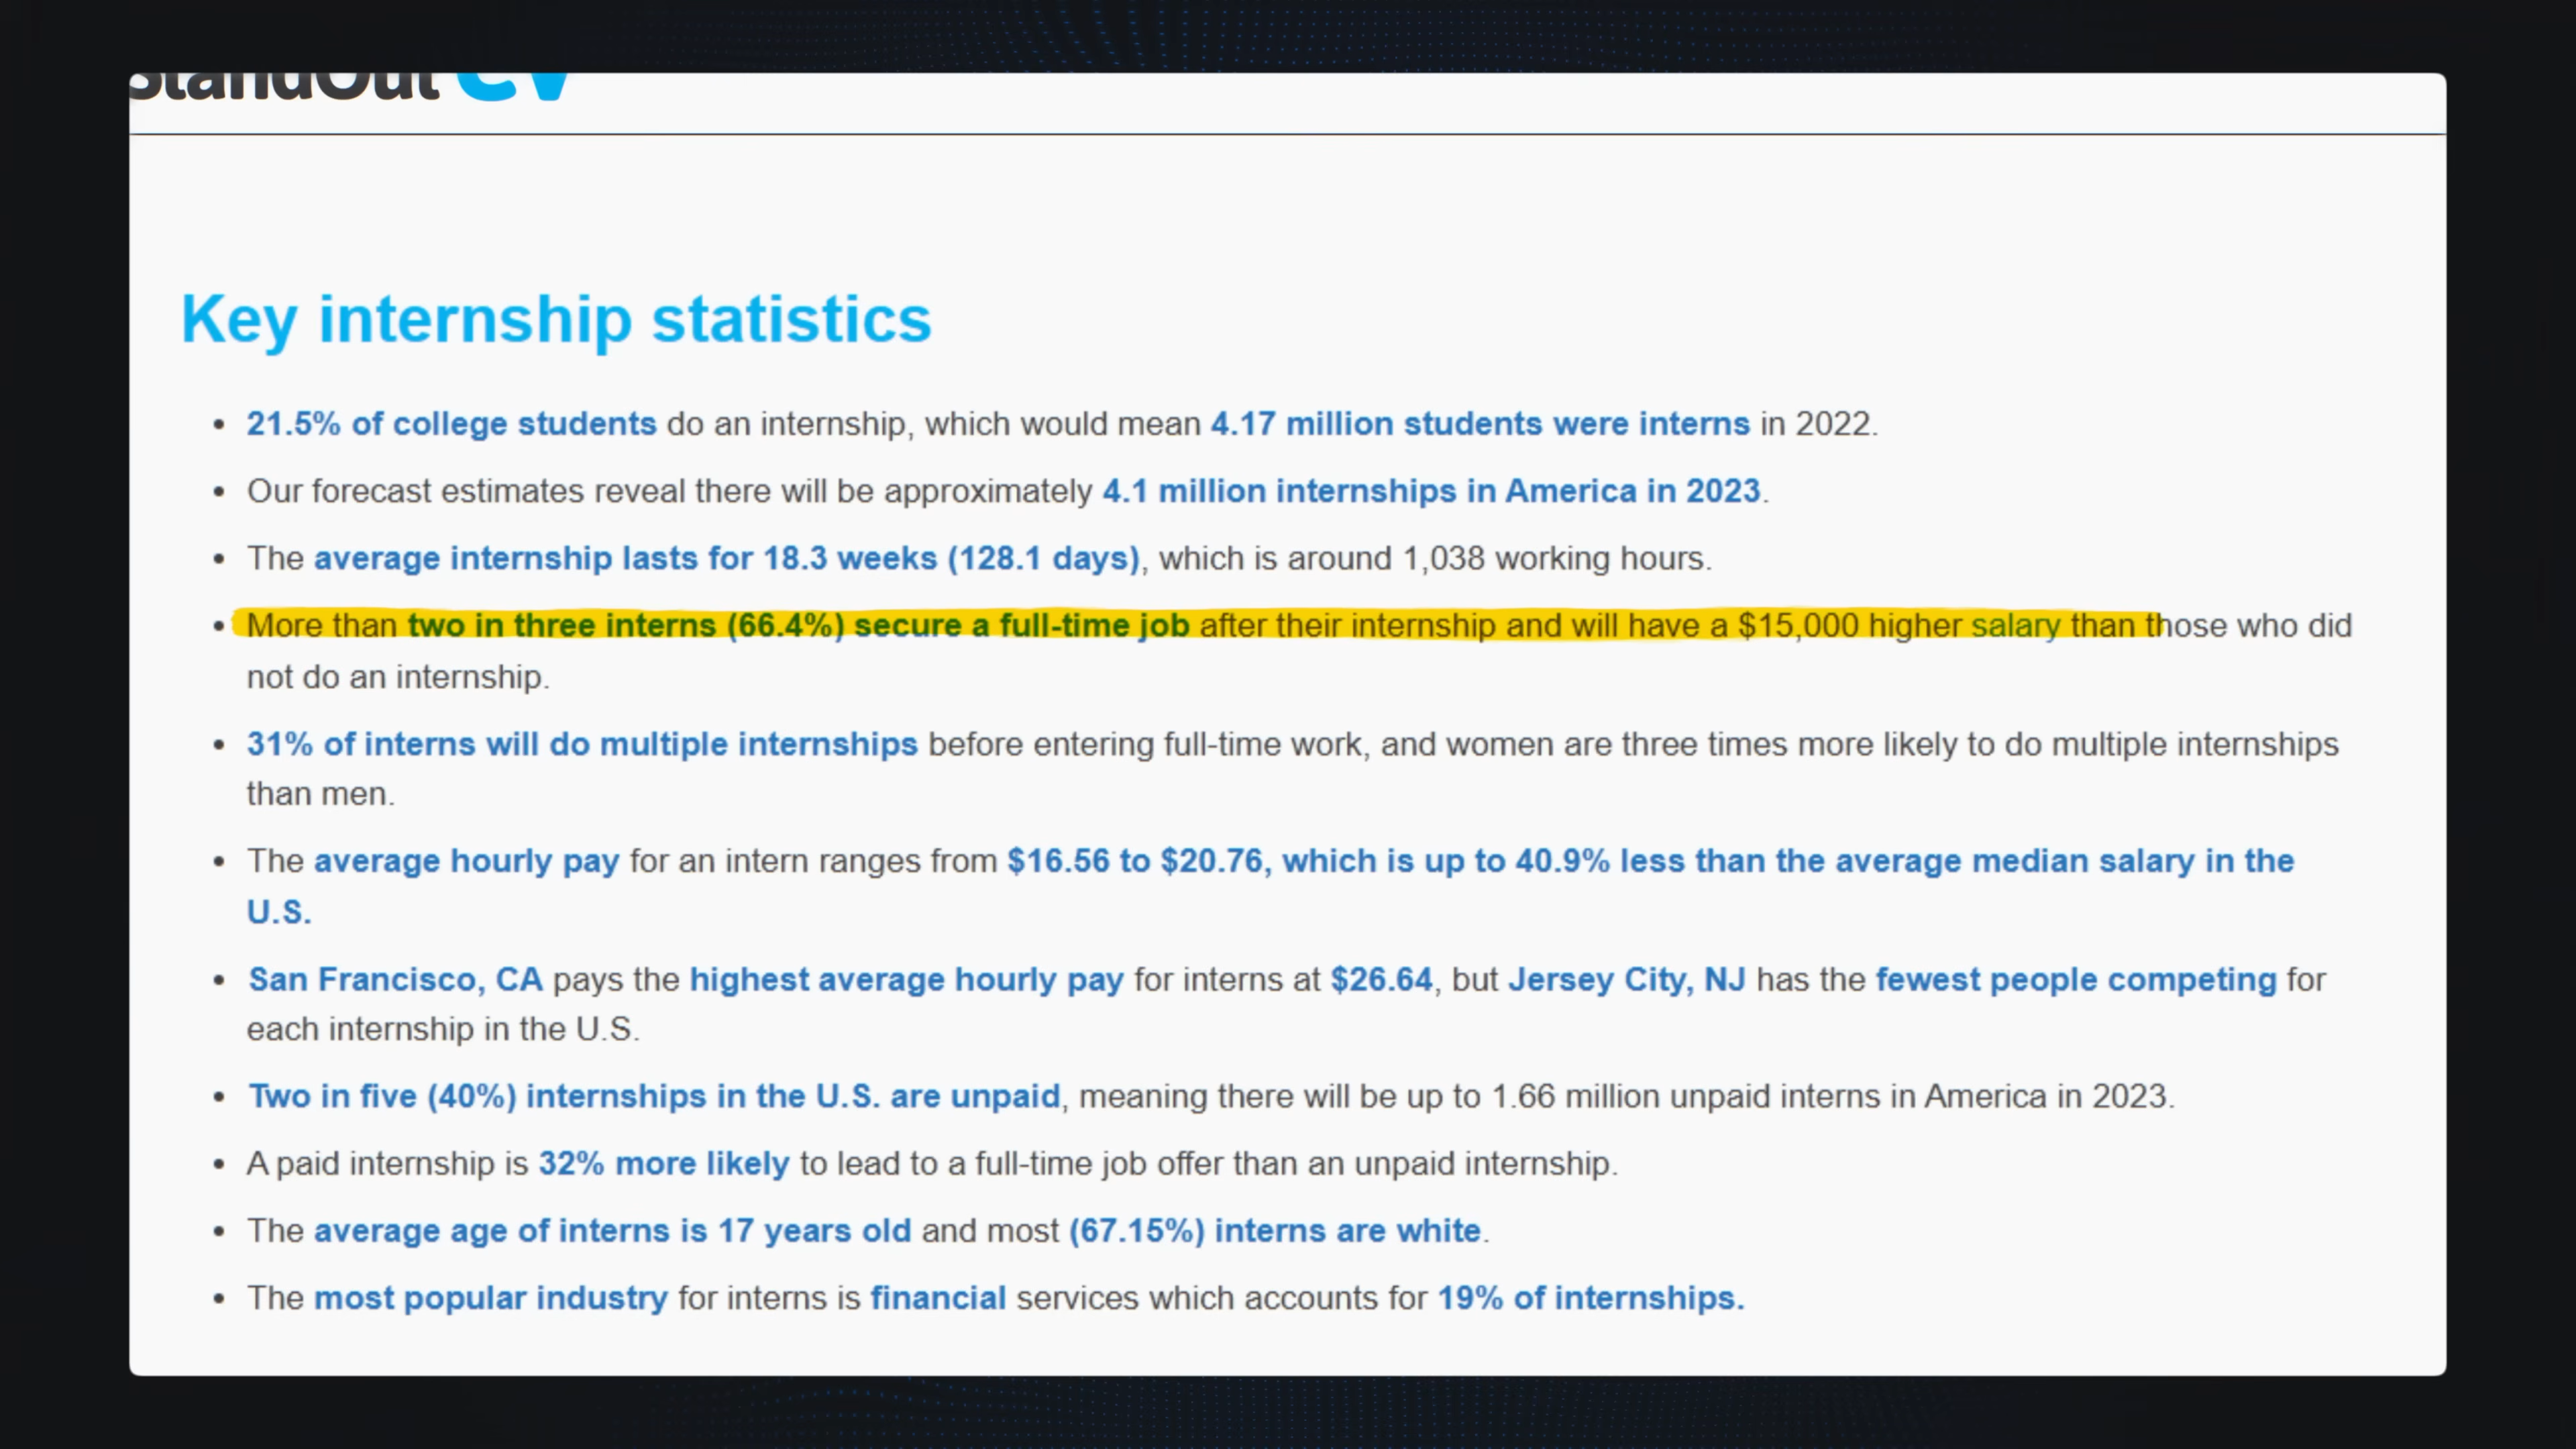 StandOut CV
Key internship statistics
• 21.5% of college students do an internship, which would mean 4.17 million students were interns in 2022.
• Our forecast estimates reveal there will be approximately 4.1 million internships in America in 2023.
• The average internship lasts for 18.3 weeks (128.1 days), which is around 1,038 working hours.
• More than two in three interns (66.4%) secure a full-time job after their internship and will have a $15,000 higher salary than those who did
not do an internship.
• 31% of interns will do multiple internships before entering full-time work, and women are three times more likely to do multiple internships
than men.
• The average hourly pay for an intern ranges from $16.56 to $20.76, which is up to 40.9% less than the average median salary in the
U.S.
• San Francisco, CA pays the highest average hourly pay for interns at $26.64, but Jersey City, NJ has the fewest people competing for
each internship in the U.S.
• Two in five (40%) internships in the U.S. are unpaid, meaning there will be up to 1.66 million unpaid interns in America in 2023.
• A paid internship is 32% more likely to lead to a full-time job offer than an unpaid internship.
• The average age of interns is 17 years old and most (67.15%) interns are white.
• The most popular industry for interns is financial services which accounts for 19% of internships.